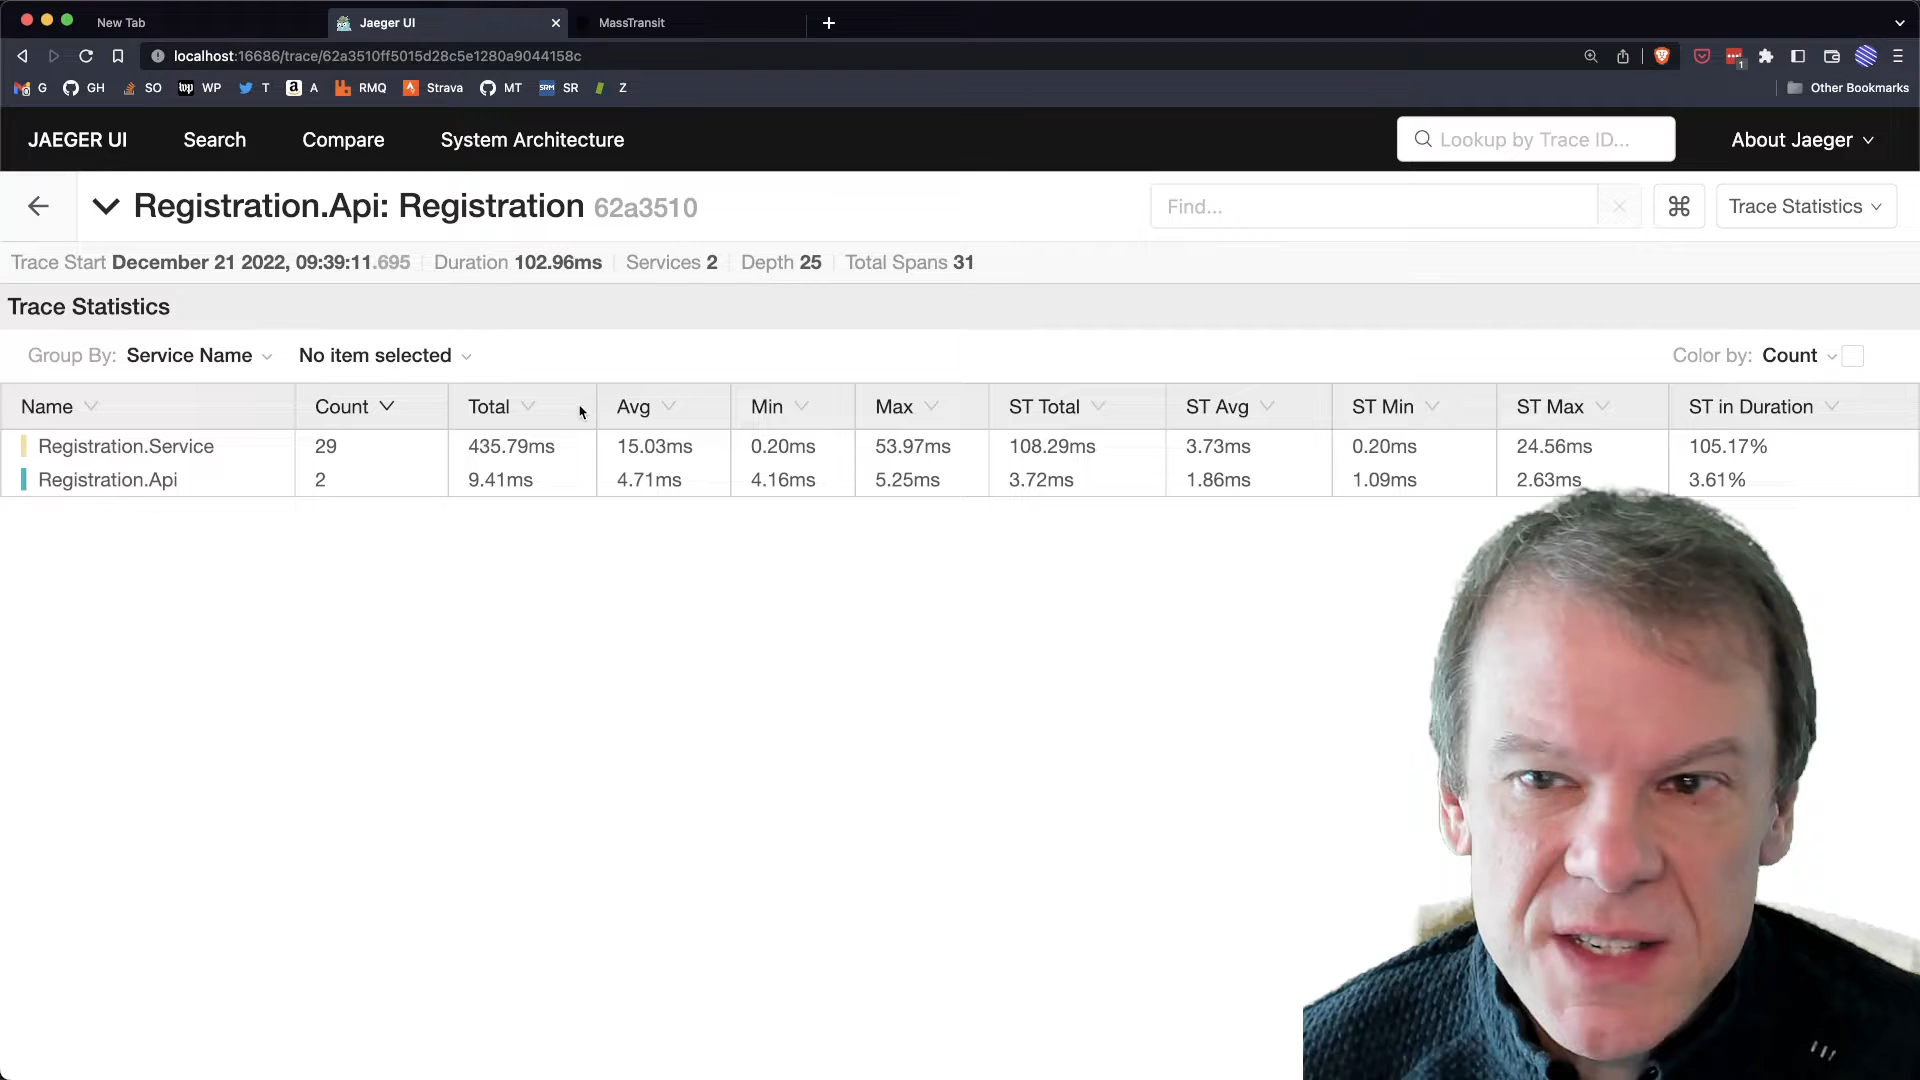 New Tab
Jaeger UI
MassTransit
localhost:16686/trace/62a3510ff5015d28c5e1280a9044158c
1
G GH SO WP T A RMQ Strava MT SR Z Other Bookmarks
JAEGER UI Search Compare System Architecture Lookup by Trace ID... About Jaeger
Registration.Api: Registration 62a3510 Find... Trace Statistics
Trace Start December 21 2022, 09:39:11.695 Duration 102.96ms Services 2 Depth 25 Total Spans 31
Trace Statistics
Group By: Service Name No item selected Color by: Count
Name Count Total Avg Min Max ST Total ST Avg ST Min ST Max ST in Duration
Registration.Service 29 435.79ms 15.03ms 0.20ms 53.97ms 108.29ms 3.73ms 0.20ms 24.56ms 105.17%
Registration.Api 2 9.41ms 4.71ms 4.16ms 5.25ms 3.72ms 1.86ms 1.09ms 2.63ms 3.61%